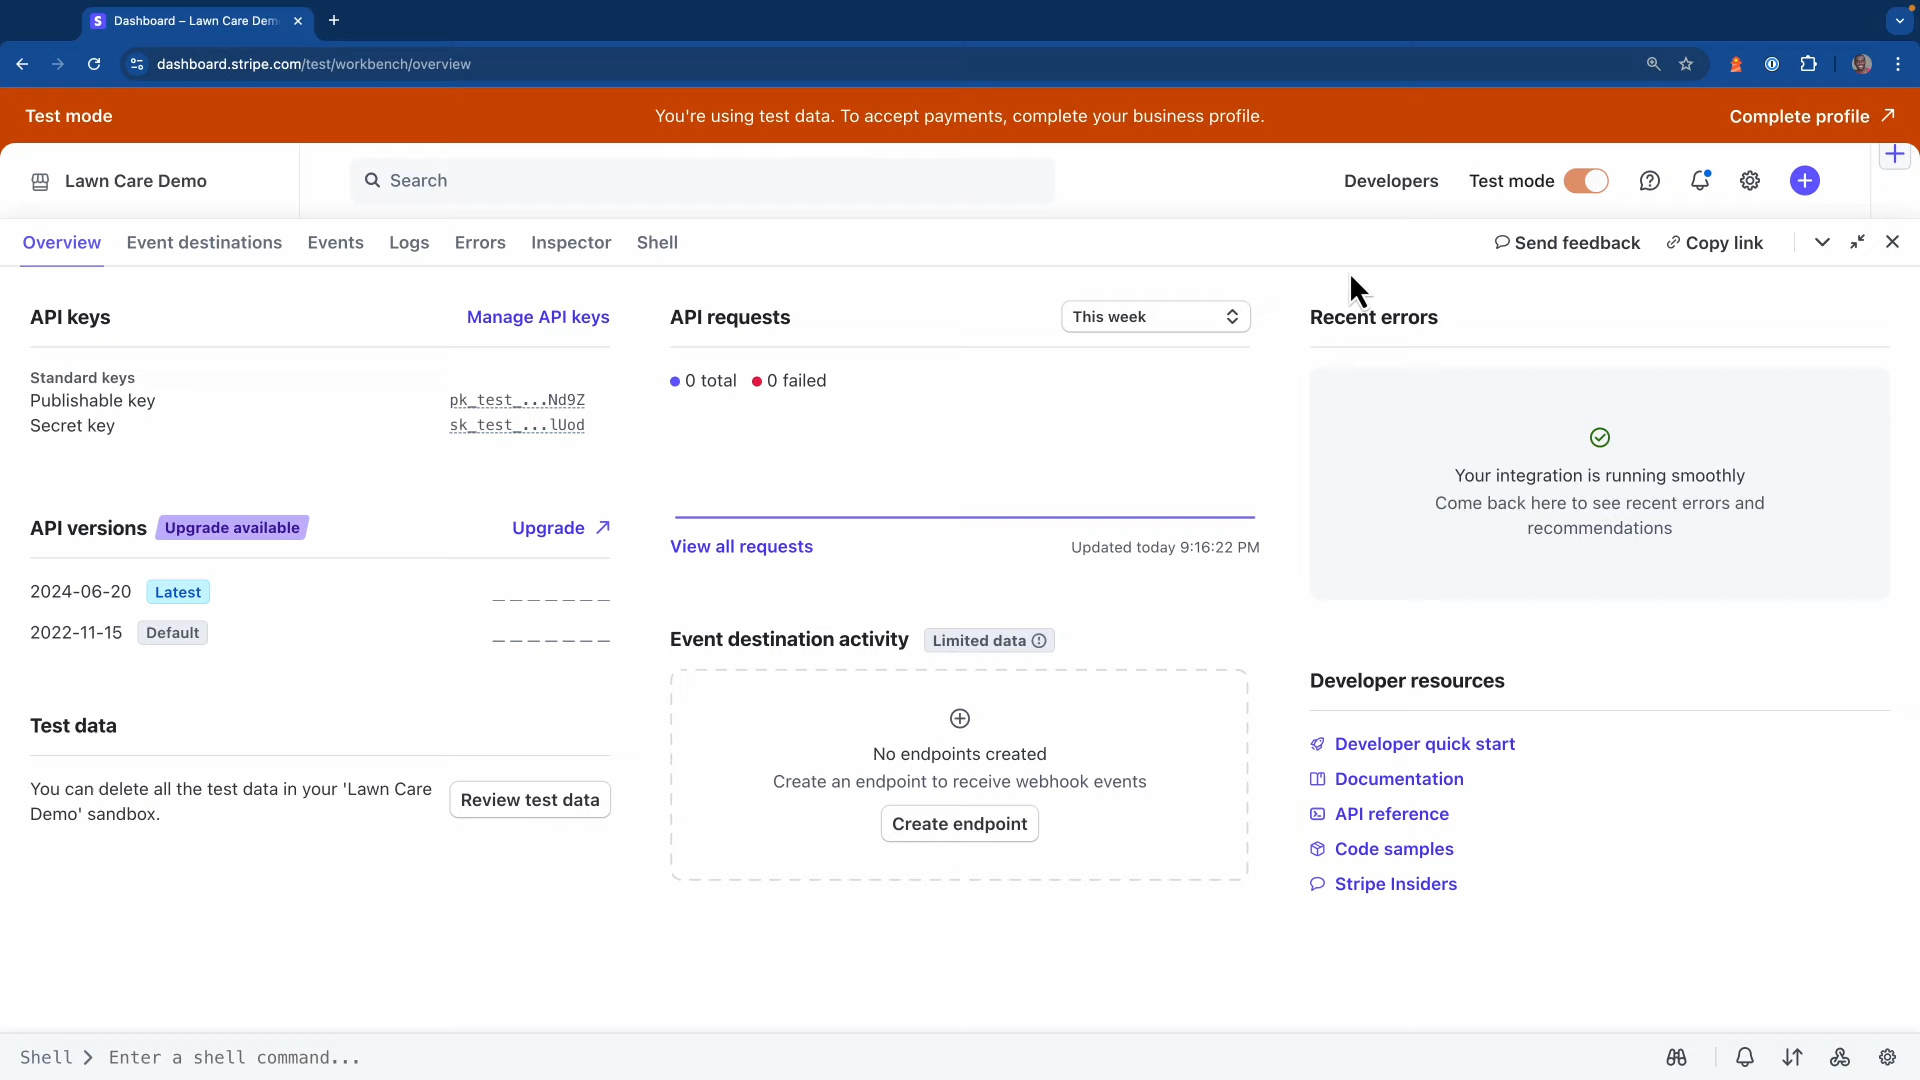 Dashboard – Lawn Care Dem
dashboard.stripe.com/test/workbench/overview
Test mode
You're using test data. To accept payments, complete your business profile.
Complete profile
Lawn Care Demo
Search
Developers
Test mode
Overview
Event destinations
Events
Logs
Errors
Inspector
Shell
Send feedback
Copy link
API keys
Manage API keys
Standard keys
Publishable key
pk_test_...Nd9Z
Secret key
sk_test_...lUod
API versions
Upgrade available
Upgrade
2024-06-20
Latest
2022-11-15
Default
Test data
You can delete all the test data in your 'Lawn Care
Demo' sandbox.
Review test data
API requests
This week
0 total
0 failed
View all requests
Updated today 9:16:22 PM
Event destination activity
Limited data
No endpoints created
Create an endpoint to receive webhook events
Create endpoint
Recent errors
Your integration is running smoothly
Come back here to see recent errors and
recommendations
Developer resources
Developer quick start
Documentation
API reference
Code samples
Stripe Insiders
Shell
Enter a shell command...